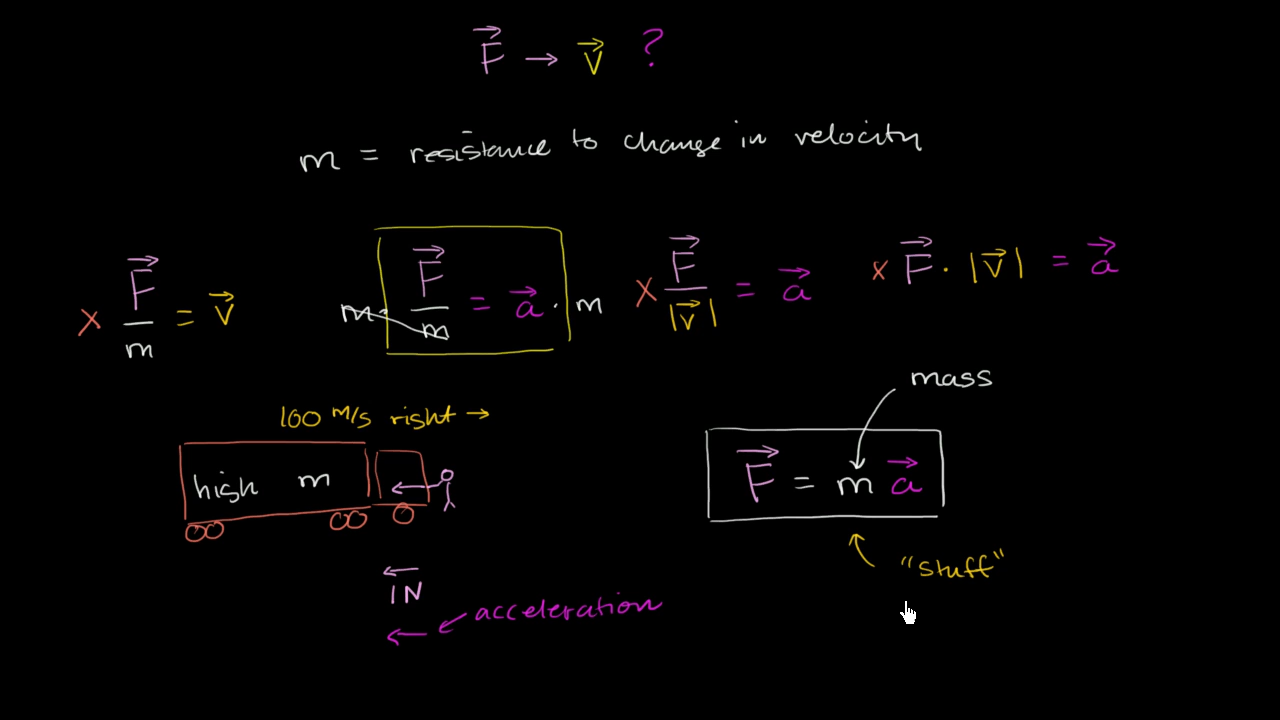 F → v ?
m = resistance to change in velocity
× F/m = v
m · F/m = a · m
× F/|v| = a
× F · |v| = a
100 m/s right →
high m
1N
acceleration
mass
F = m a
"stuff"